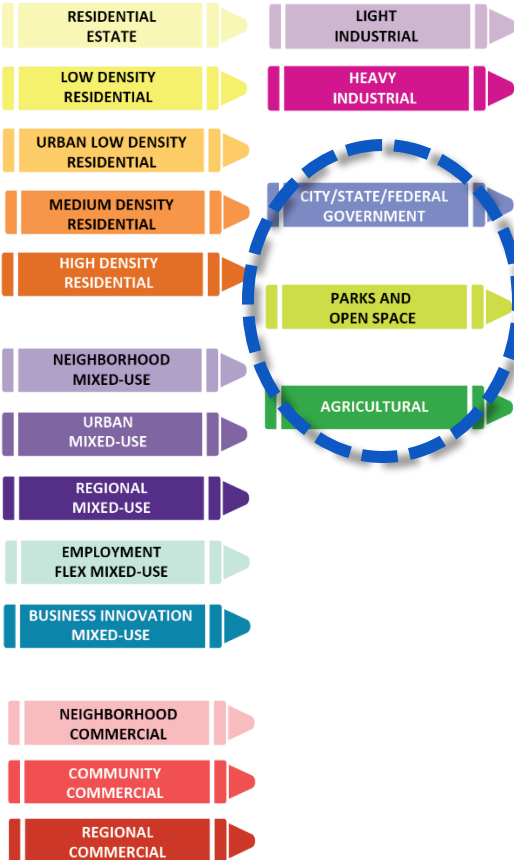 RESIDENTIAL
ESTATE
LOW DENSITY
RESIDENTIAL
URBAN LOW DENSITY
RESIDENTIAL
MEDIUM DENSITY
RESIDENTIAL
HIGH DENSITY
RESIDENTIAL
NEIGHBORHOOD
MIXED-USE
URBAN
MIXED-USE
REGIONAL
MIXED-USE
EMPLOYMENT
FLEX MIXED-USE
BUSINESS INNOVATION
MIXED-USE
NEIGHBORHOOD
COMMERCIAL
COMMUNITY
COMMERCIAL
REGIONAL
COMMERCIAL
LIGHT
INDUSTRIAL
HEAVY
INDUSTRIAL
CITY/STATE/FEDERAL
GOVERNMENT
PARKS AND
OPEN SPACE
AGRICULTURAL